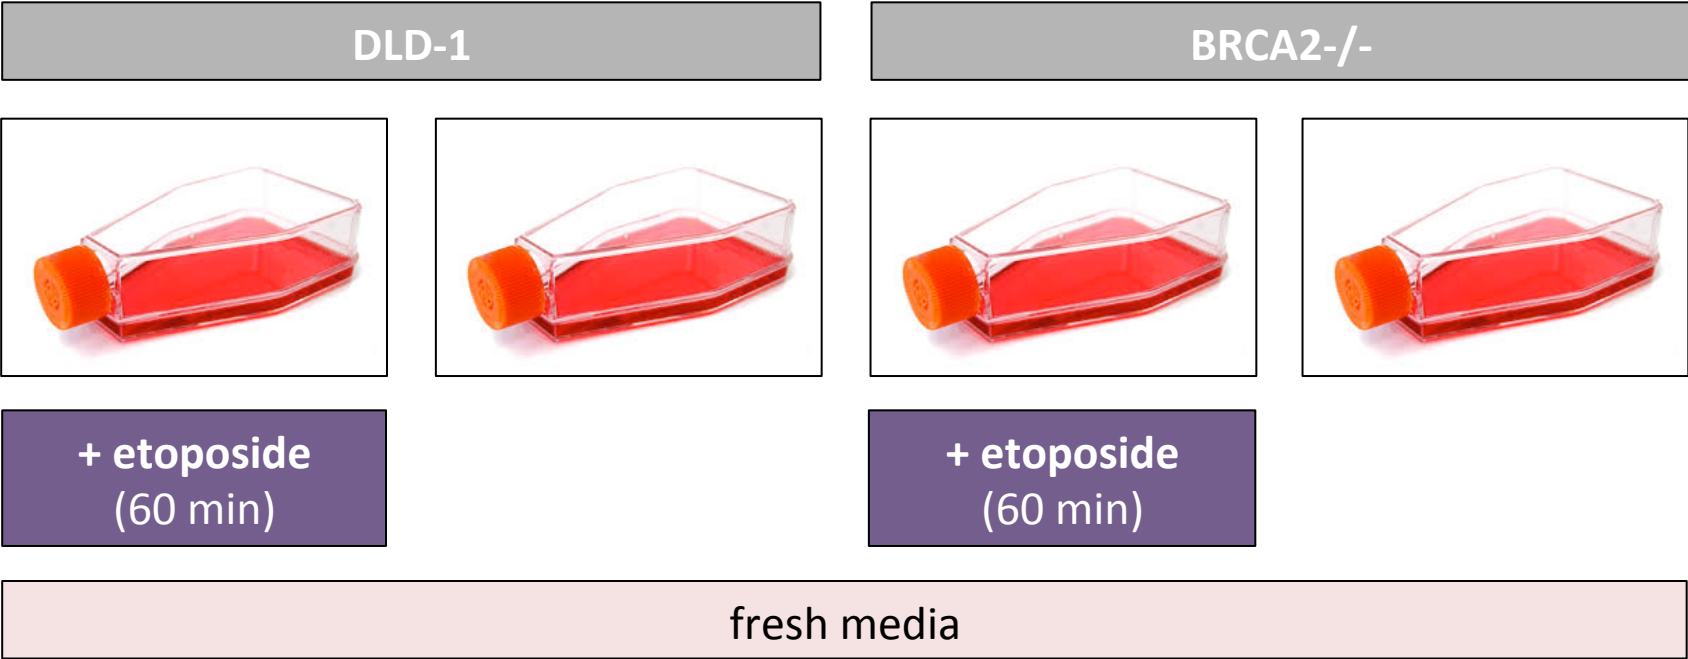 DLD-1
BRCA2-/-
+ etoposide
(60 min)
+ etoposide
(60 min)
fresh media